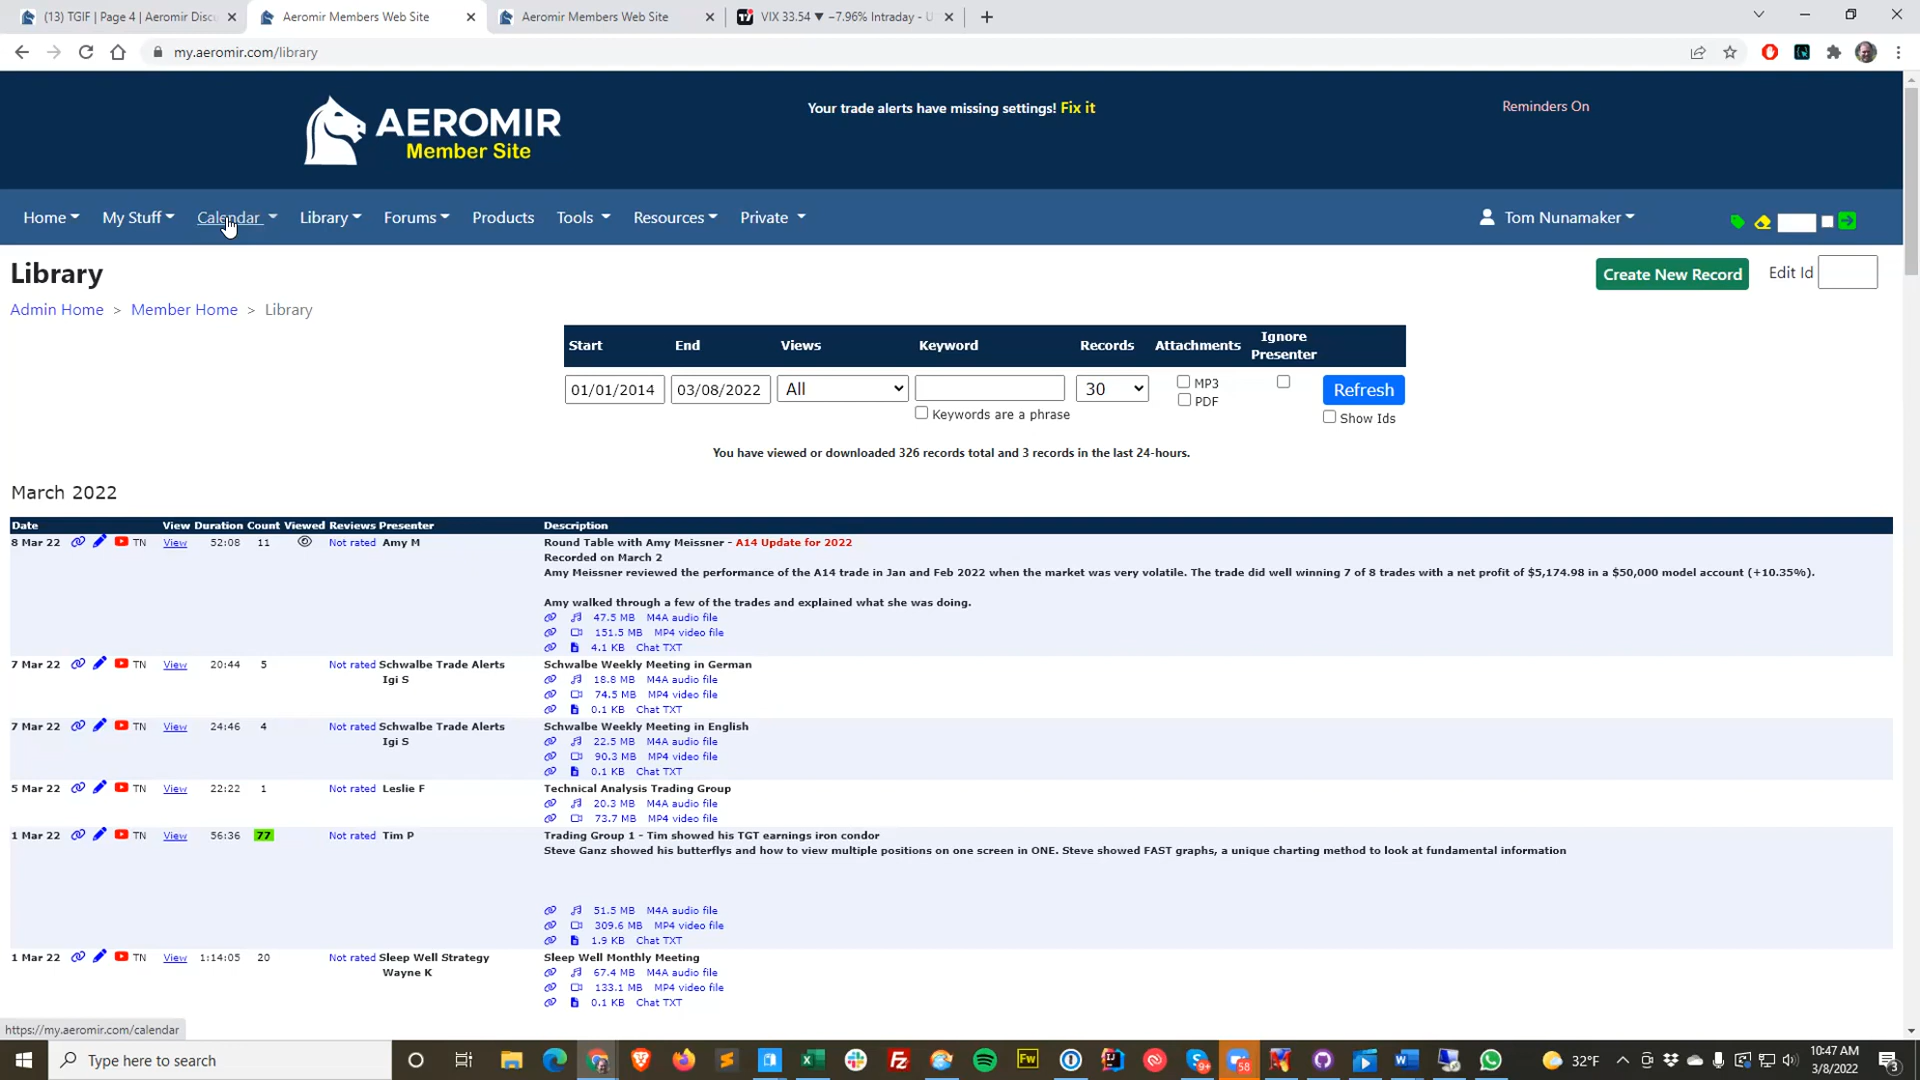 (13) TGIF | Page 4 | Aeromir Disc
Aeromir Members Web Site
Aeromir Members Web Site
VIX 33.54 ▼ −7.96% Intraday - U
my.aeromir.com/library
AEROMIR
Member Site
Your trade alerts have missing settings! Fix it
Reminders On
Home My Stuff Calendar Library Forums Products Tools Resources Private Tom Nunamaker
Library
Create New Record Edit Id
Admin Home > Member Home > Library
Start End Views Keyword Records Attachments Ignore Presenter
01/01/2014 03/08/2022 All 30 MP3 Refresh
PDF
Keywords are a phrase Show Ids
You have viewed or downloaded 326 records total and 3 records in the last 24-hours.
March 2022
Date View Duration Count Viewed Reviews Presenter Description
8 Mar 22 TN View 52:08 11 Not rated Amy M Round Table with Amy Meissner - A14 Update for 2022
Recorded on March 2
Amy Meissner reviewed the performance of the A14 trade in Jan and Feb 2022 when the market was very volatile. The trade did well winning 7 of 8 trades with a net profit of $5,174.98 in a $50,000 model account (+10.35%).
Amy walked through a few of the trades and explained what she was doing.
47.5 MB M4A audio file
151.5 MB MP4 video file
4.1 KB Chat TXT
7 Mar 22 TN View 20:44 5 Not rated Schwalbe Trade Alerts Schwalbe Weekly Meeting in German
Igi S 18.8 MB M4A audio file
74.5 MB MP4 video file
0.1 KB Chat TXT
7 Mar 22 TN View 24:46 4 Not rated Schwalbe Trade Alerts Schwalbe Weekly Meeting in English
Igi S 22.5 MB M4A audio file
90.3 MB MP4 video file
0.1 KB Chat TXT
5 Mar 22 TN View 22:22 1 Not rated Leslie F Technical Analysis Trading Group
20.3 MB M4A audio file
73.7 MB MP4 video file
1 Mar 22 TN View 56:36 77 Not rated Tim P Trading Group 1 - Tim showed his TGT earnings iron condor
Steve Ganz showed his butterflys and how to view multiple positions on one screen in ONE. Steve showed FAST graphs, a unique charting method to look at fundamental information
51.5 MB M4A audio file
309.6 MB MP4 video file
1.9 KB Chat TXT
1 Mar 22 TN View 1:14:05 20 Not rated Sleep Well Strategy Sleep Well Monthly Meeting
Wayne K 67.4 MB M4A audio file
133.1 MB MP4 video file
0.1 KB Chat TXT
https://my.aeromir.com/calendar
Type here to search
Fw
9+
58
32°F
10:47 AM
3/8/2022
3